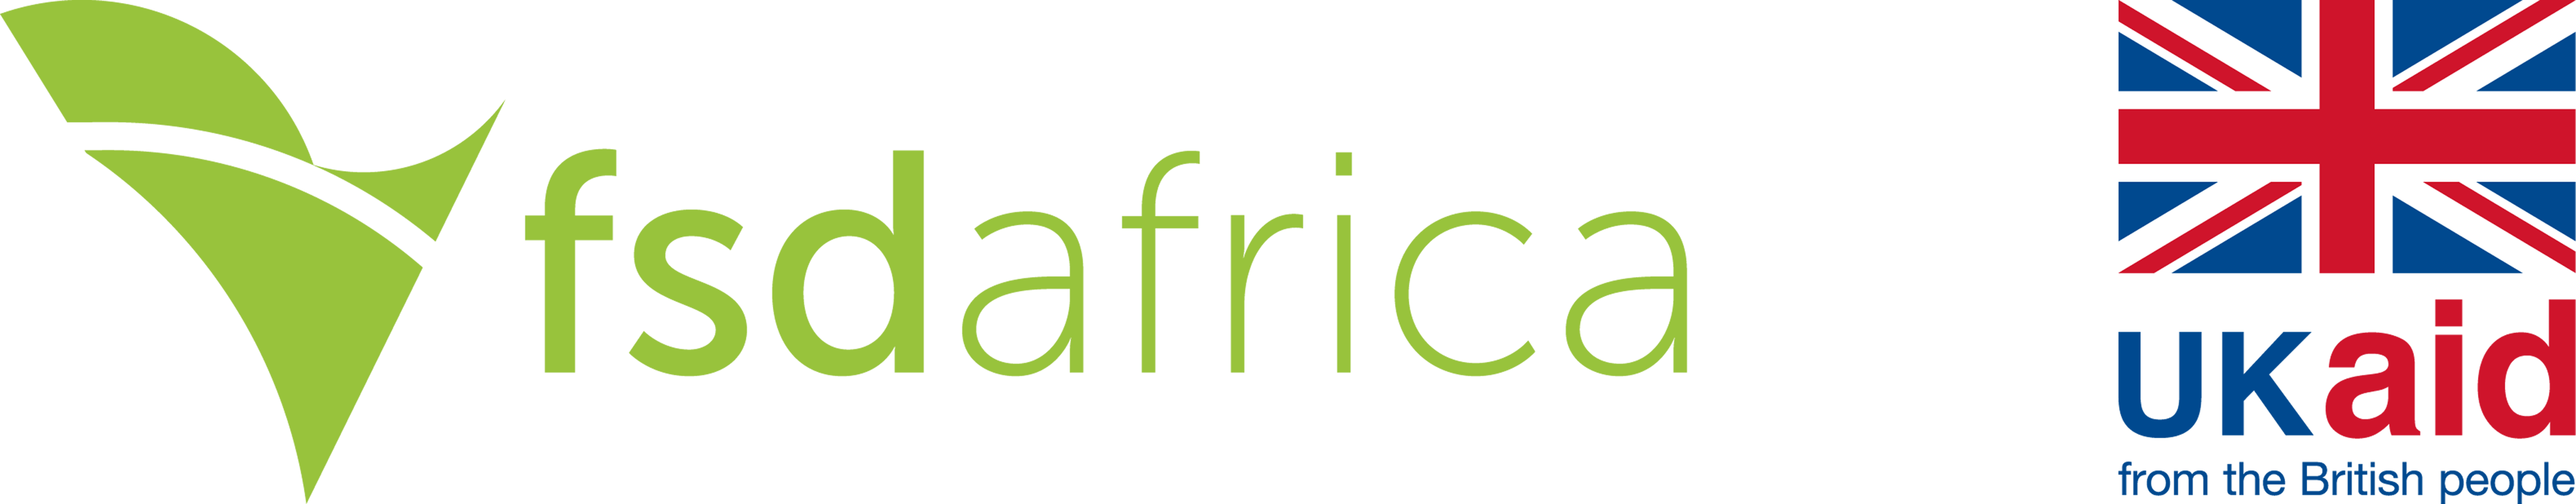 fsdafrica
UKaid
from the British people